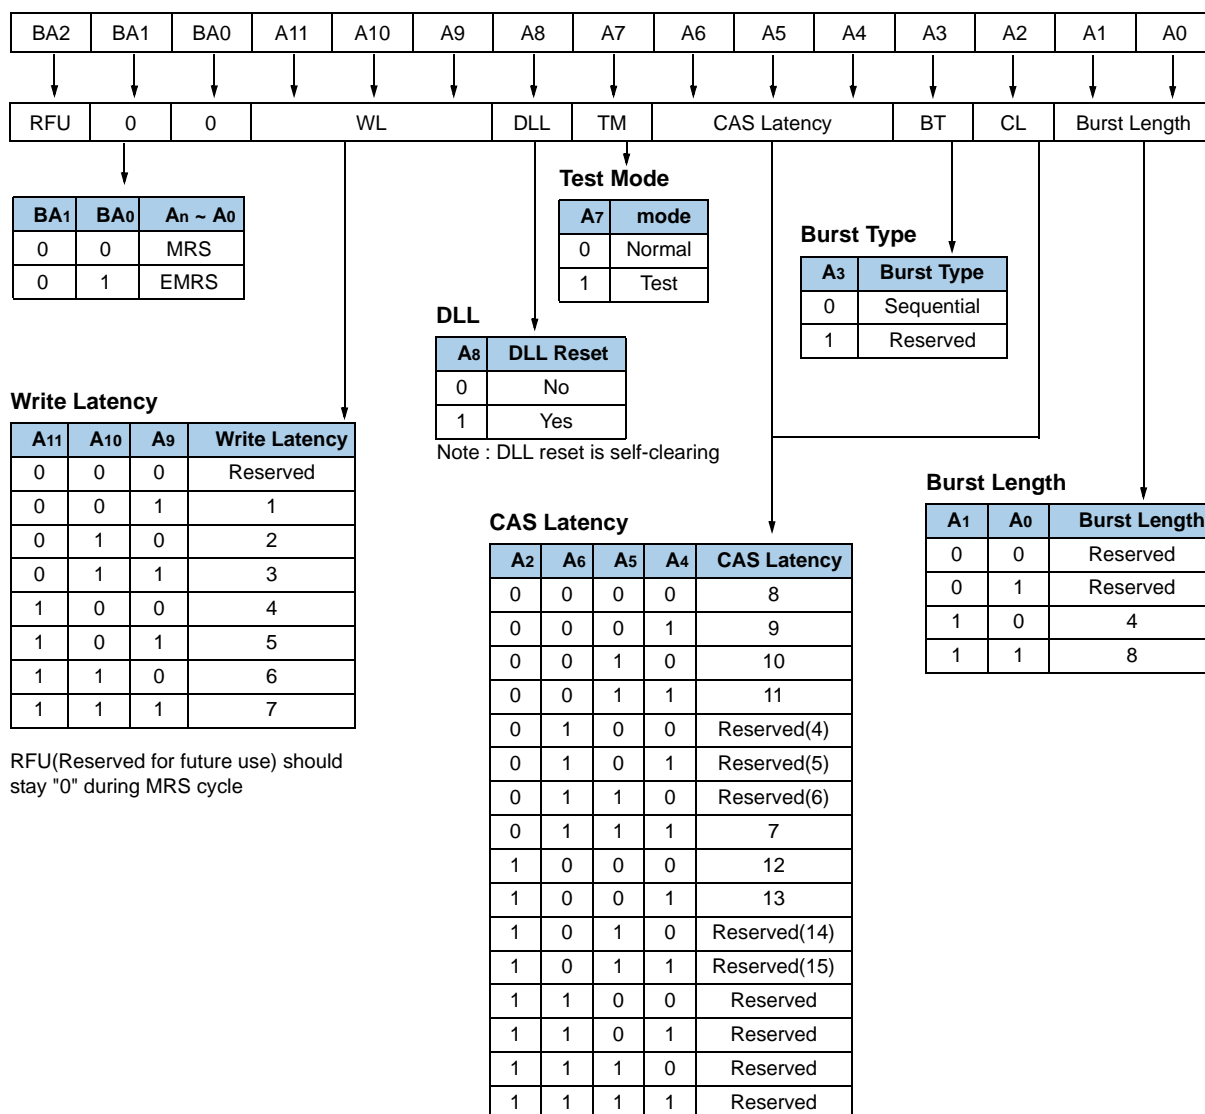 BA2 BA1 BA0 A11 A10 A9 A8 A7 A6 A5 A4 A3 A2 A1 A0
RFU 0 0 WL DLL TM CAS Latency BT CL Burst Length
BA1 BA0 An ~ A0
0 0 MRS
0 1 EMRS
Test Mode
A7 mode
0 Normal
1 Test
Burst Type
A3 Burst Type
0 Sequential
1 Reserved
DLL
A8 DLL Reset
0 No
1 Yes
Note : DLL reset is self-clearing
Write Latency
A11 A10 A9 Write Latency
0 0 0 Reserved
0 0 1 1
0 1 0 2
0 1 1 3
1 0 0 4
1 0 1 5
1 1 0 6
1 1 1 7
RFU(Reserved for future use) should
stay "0" during MRS cycle
CAS Latency
A2 A6 A5 A4 CAS Latency
0 0 0 0 8
0 0 0 1 9
0 0 1 0 10
0 0 1 1 11
0 1 0 0 Reserved(4)
0 1 0 1 Reserved(5)
0 1 1 0 Reserved(6)
0 1 1 1 7
1 0 0 0 12
1 0 0 1 13
1 0 1 0 Reserved(14)
1 0 1 1 Reserved(15)
1 1 0 0 Reserved
1 1 0 1 Reserved
1 1 1 0 Reserved
1 1 1 1 Reserved
Burst Length
A1 A0 Burst Length
0 0 Reserved
0 1 Reserved
1 0 4
1 1 8